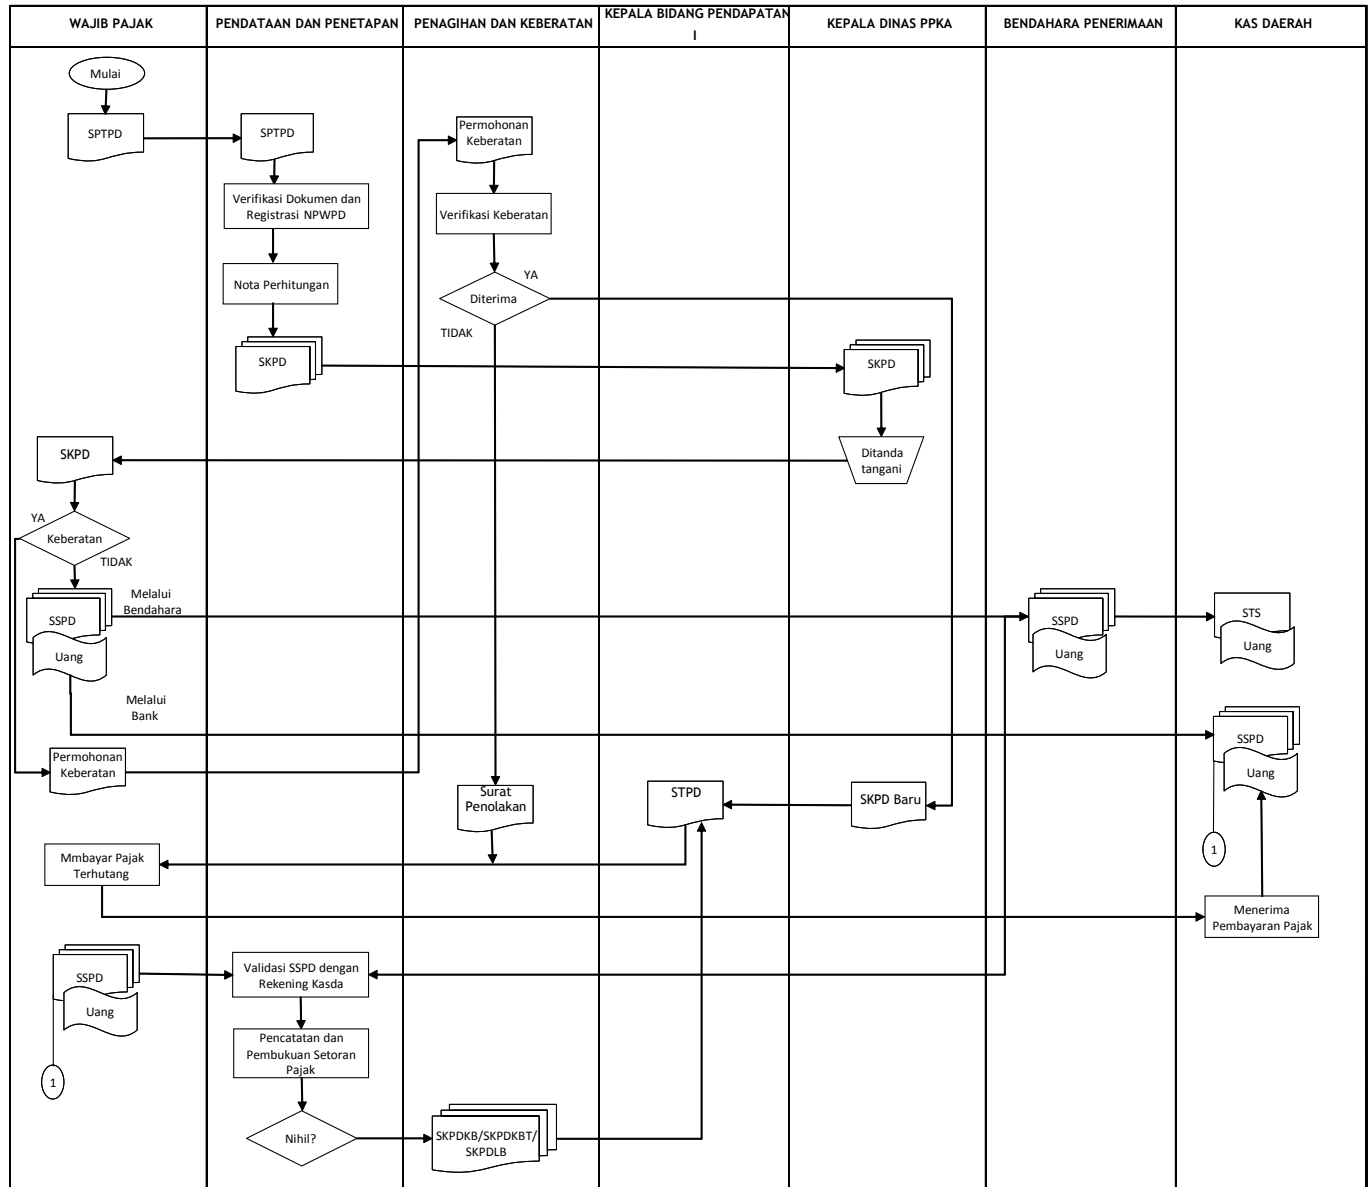 WAJIB PAJAK
PENDATAAN DAN PENETAPAN
PENAGIHAN DAN KEBERATAN
KEPALA BIDANG PENDAPATAN
I
KEPALA DINAS PPKA
BENDAHARA PENERIMAAN
KAS DAERAH
Mulai
SPTPD
SPTPD
Permohonan
Keberatan
Verifikasi Dokumen dan
Registrasi NPWPD
Verifikasi Keberatan
Nota Perhitungan
YA
Diterima
TIDAK
SKPD
SKPD
SKPD
Ditanda
tangani
YA
Keberatan
TIDAK
Melalui
Bendahara
SSPD
Uang
SSPD
Uang
STS
Uang
Melalui
Bank
SSPD
Uang
Permohonan
Keberatan
Surat
Penolakan
STPD
SKPD Baru
1
Mmbayar Pajak
Terhutang
Menerima
Pembayaran Pajak
SSPD
Uang
Validasi SSPD dengan
Rekening Kasda
Pencatatan dan
Pembukuan Setoran
Pajak
1
Nihil?
SKPDKB/SKPDKBT/
SKPDLB